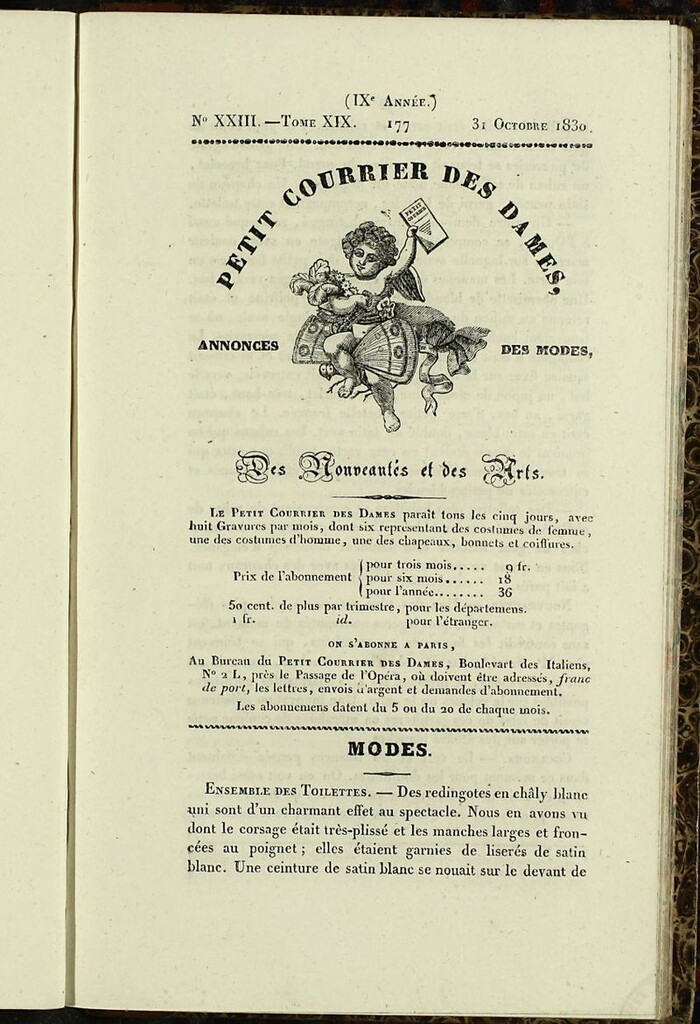 (IXe Année.)
No XXIII. — Tome XIX. 177 31 Octobre 1830.
PETIT COURRIER DES DAMES,
PETIT COURRIER
ANNONCES DES MODES,
Des Nouveautés et des Arts.
Le Petit Courrier des Dames paraît tous les cinq jours, avec
huit Gravures par mois, dont six représentant des costumes de femme,
une des costumes d'homme, une des chapeaux, bonnets et coiffures.
Prix de l'abonnement
pour trois mois..... 9 fr.
pour six mois...... 18
pour l'année........ 36
50 cent. de plus par trimestre, pour les départemens.
1 fr. id. pour l'étranger.
ON S'ABONNE A PARIS,
Au Bureau du Petit Courrier des Dames, Boulevart des Italiens,
No 2 L, près le Passage de l'Opéra, où doivent être adressés, franc
de port, les lettres, envois d'argent et demandes d'abonnement.
Les abonnemens datent du 5 ou du 20 de chaque mois.
MODES.
Ensemble des Toilettes. — Des redingotes en châly blanc
uni sont d'un charmant effet au spectacle. Nous en avons vu
dont le corsage était très-plissé et les manches larges et fron-
cées au poignet ; elles étaient garnies de liserés de satin
blanc. Une ceinture de satin blanc se nouait sur le devant de